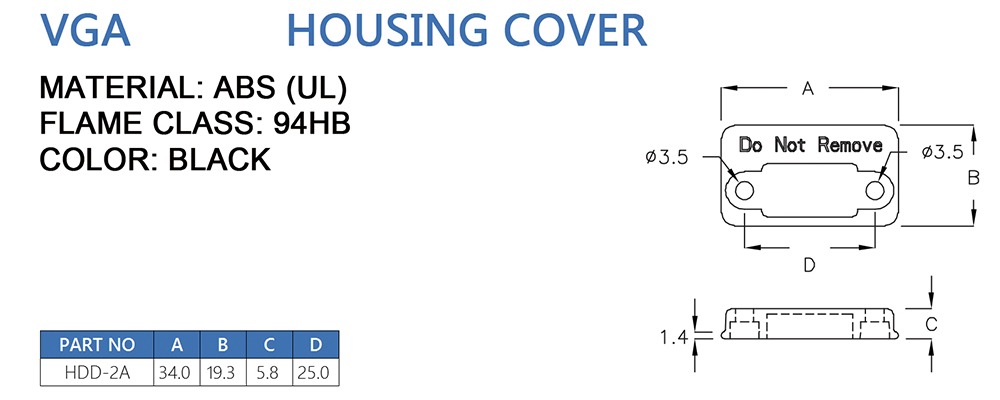 VGA HOUSING COVER
MATERIAL: ABS (UL)
FLAME CLASS: 94HB
COLOR: BLACK
A
Do Not Remove
ø3.5 ø3.5
B
D
1.4 C
PART NO A B C D
HDD-2A 34.0 19.3 5.8 25.0